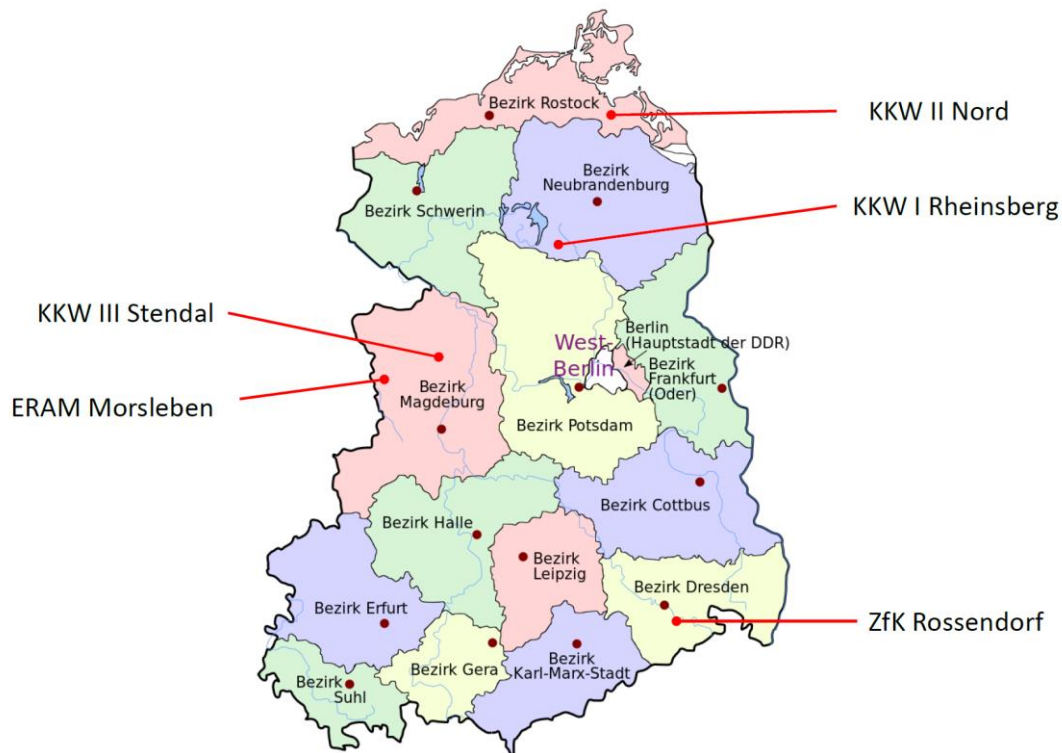 Bezirk Rostock
KKW II Nord
Bezirk
Neubrandenburg
KKW I Rheinsberg
Bezirk Schwerin
KKW III Stendal
West-
Berlin
Berlin
(Hauptstadt der DDR)
Bezirk
Frankfurt
(Oder)
ERAM Morsleben
Bezirk
Magdeburg
Bezirk Potsdam
Bezirk Cottbus
Bezirk Halle
Bezirk
Leipzig
Bezirk Dresden
Bezirk Erfurt
ZfK Rossendorf
Bezirk Gera
Bezirk
Karl-Marx-Stadt
Bezirk
Suhl